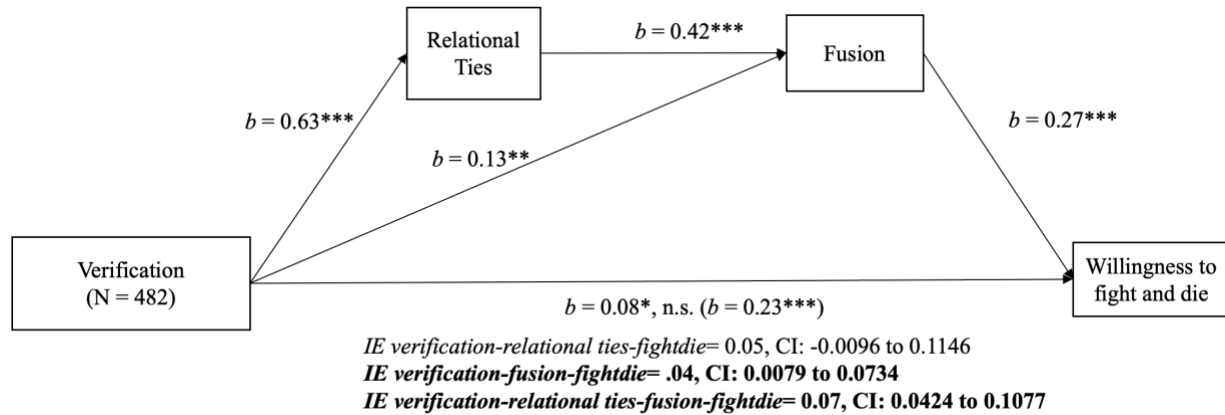 Relational
Ties
b = 0.42***
Fusion
b = 0.63***
b = 0.13**
b = 0.27***
Verification
(N = 482)
Willingness to
fight and die
b = 0.08*, n.s. (b = 0.23***)
IE verification-relational ties-fightdie= 0.05, CI: -0.0096 to 0.1146
IE verification-fusion-fightdie= .04, CI: 0.0079 to 0.0734
IE verification-relational ties-fusion-fightdie= 0.07, CI: 0.0424 to 0.1077